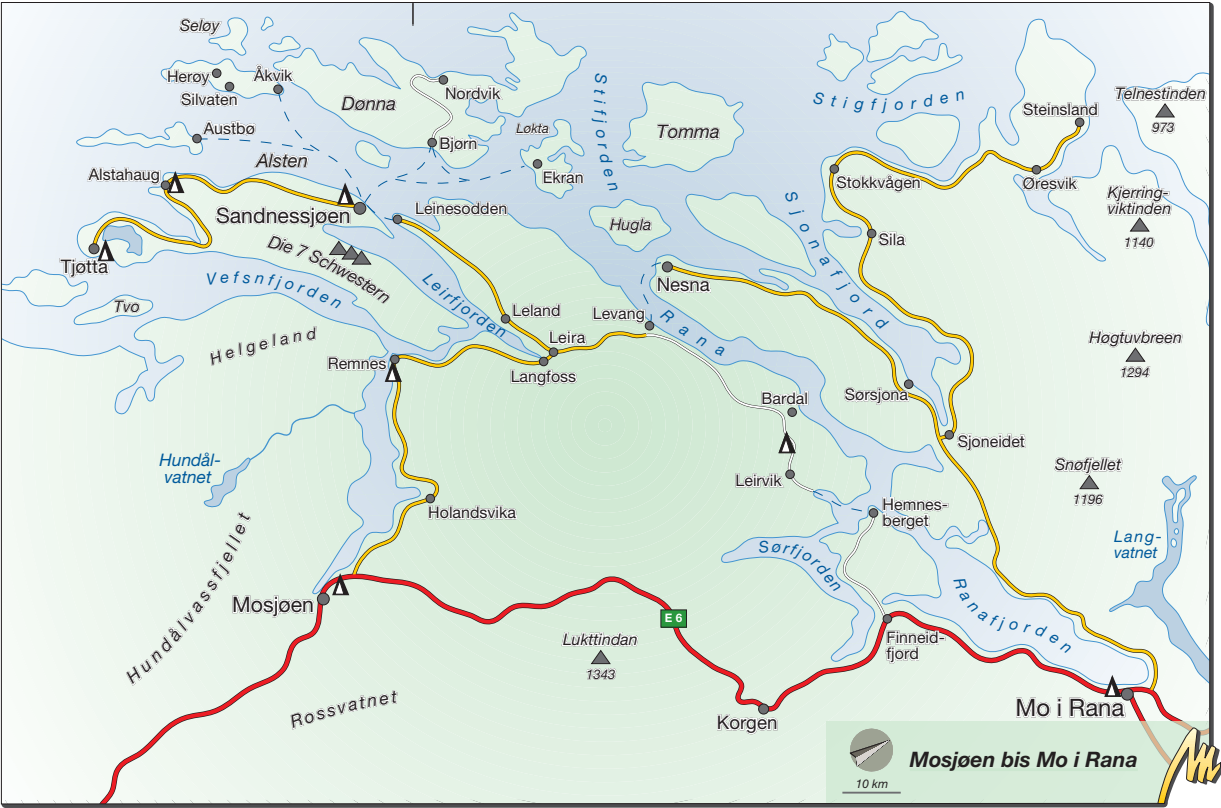 Seløy
Herøy
Åkvik
Silvaten
Dønna
Nordvik
Austbø
Bjørn
Løkta
Stifjorden
Tomma
Stigfjorden
Steinsland
Telnestinden
973
Alsten
Alstahaug
Ekran
Stokkvågen
Øresvik
Kjerring-
viktinden
1140
Sandnessjøen
Leinesodden
Hugla
Sjonafjord
Sila
Tjøtta
Die 7 Schwestern
Vefsnfjorden
Leirfjorden
Nesna
Tvo
Leland
Levang
Rana
Helgeland
Leira
Høgtuvbreen
1294
Remnes
Langfoss
Bardal
Sørsjona
Sjoneidet
Hundål-
vatnet
Leirvik
Snøfjellet
1196
Holandsvika
Hemnes-
berget
Lang-
vatnet
Hundålvassfjellet
Sørfjorden
Ranafjorden
Mosjøen
E 6
Lukttindan
1343
Finneid-
fjord
Rossvatnet
Korgen
Mo i Rana
Mosjøen bis Mo i Rana
10 km